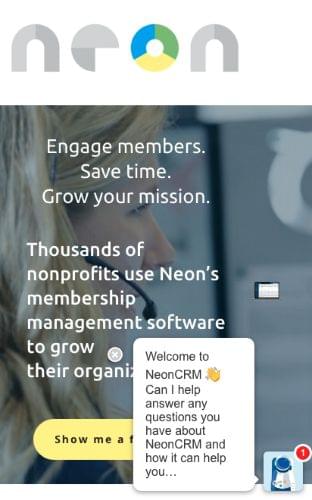 neon
Engage members.
Save time.
Grow your mission.
Thousands of
nonprofits use Neon's
membership
management software
to grow
their organiz
Show me a
Welcome to
NeonCRM 👋
Can I help
answer any
questions you
have about
NeonCRM and
how it can help
you...
1